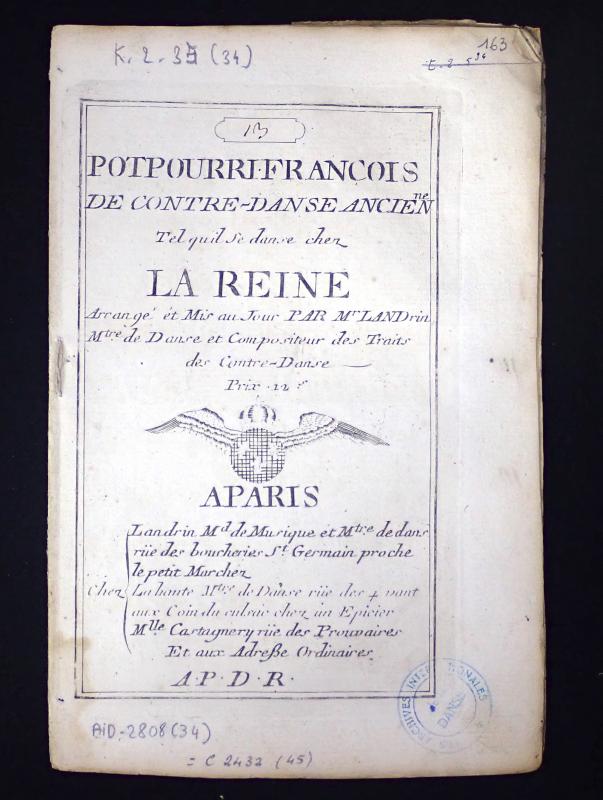 K. 2. 35 (34)
163
13
POTPOURRI·FRANCOIS
DE CONTRE-DANSE ANCIENne
Tel quil Se danse chez
LA REINE
Arrangé et Mis au Jour PAR Mr LANDrin
Mtre de Danse et Compositeur des Traits
des Contre-Danse
Prix 12 s
APARIS
Landrin Md de Musique et Mtre de dans
rüe des boucheries St Germain proche
le petit Marchez
Chez La hante Mtre de Danse rüe des 4 vant
aux Coin du culsac chez un Epicier
Mlle Castagnery rüe des Prouvaires
Et aux Adreße Ordinaires
A·P·D·R·
ARCHIVES INTERNATIONALES
DANSE
AiD-2808 (34)
= C 2432 (45)